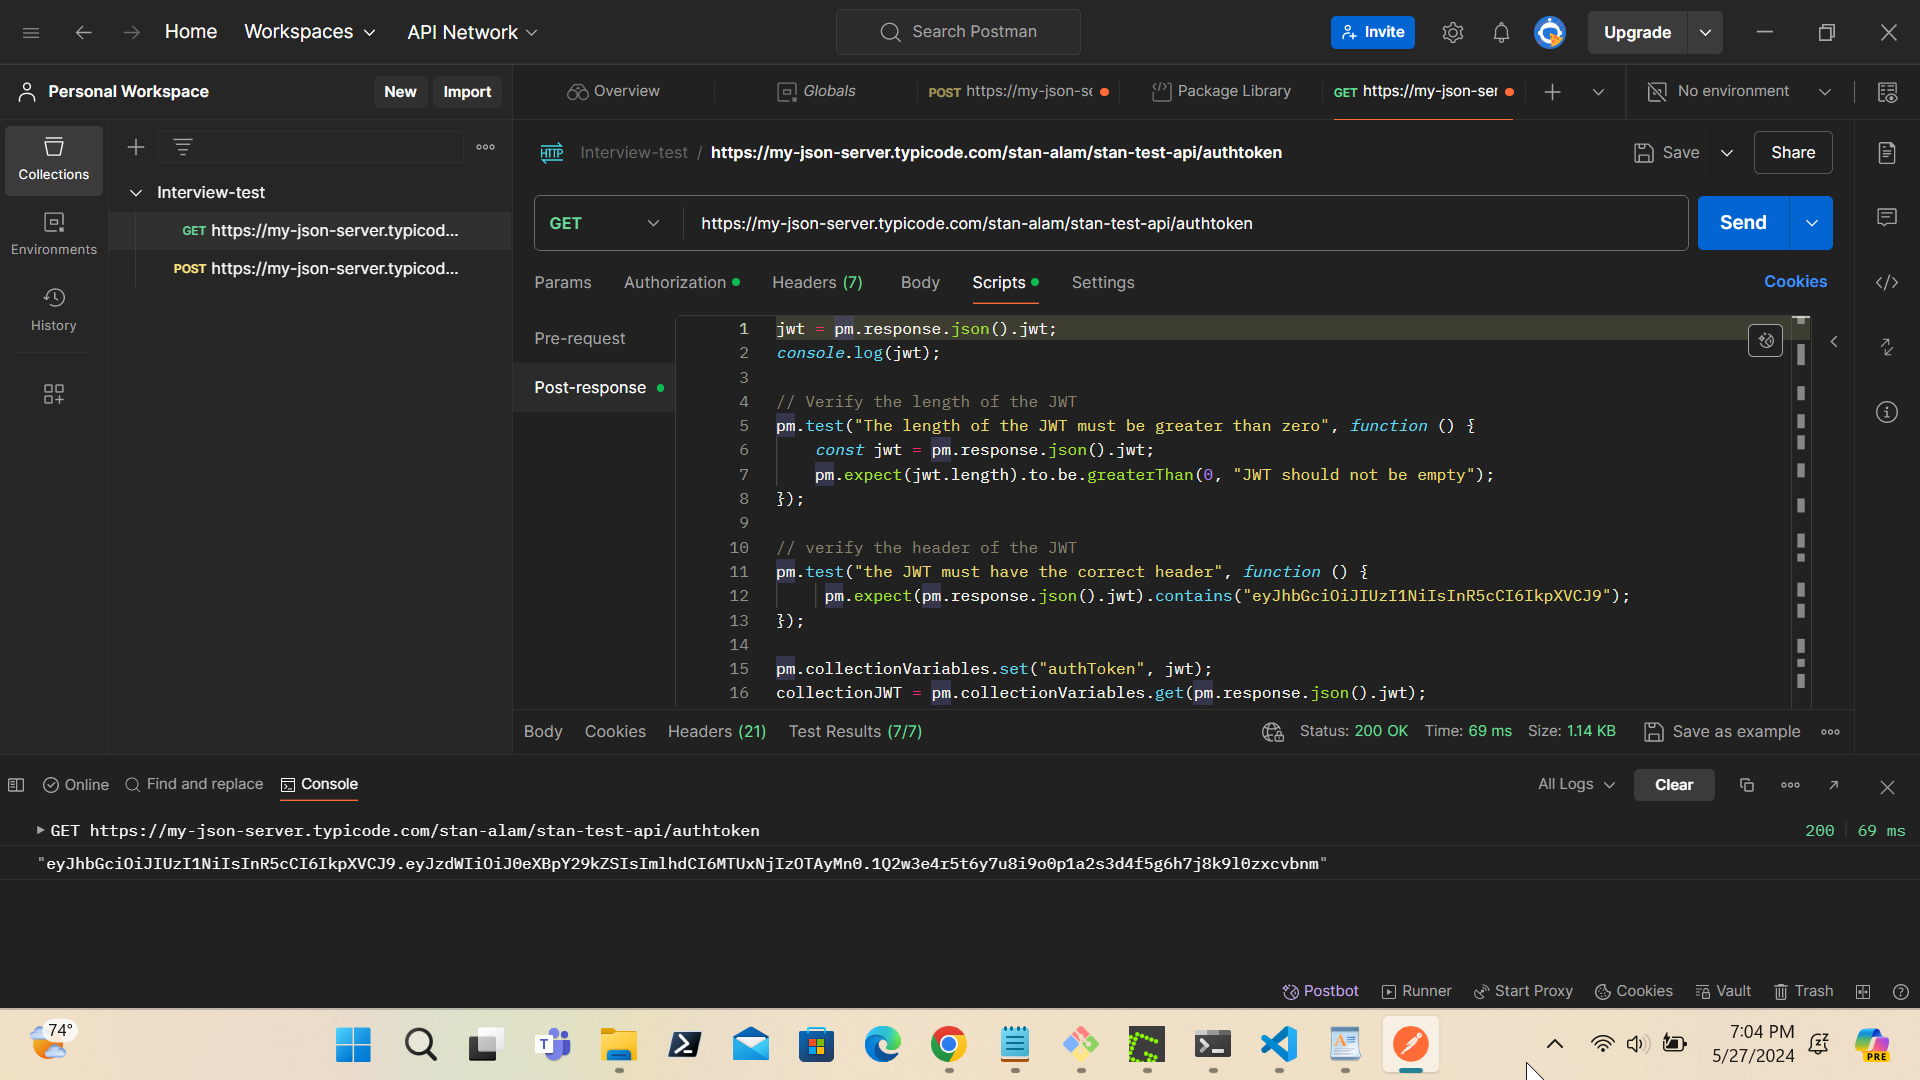 Home
Workspaces
API Network
Search Postman
Invite
Upgrade
Personal Workspace
New
Import
Overview
Globals
POST https://my-json-se
Package Library
GET https://my-json-ser
No environment
Collections
Environments
History
Interview-test
GET https://my-json-server.typicod...
POST https://my-json-server.typicod...
HTTP Interview-test / https://my-json-server.typicode.com/stan-alam/stan-test-api/authtoken
Save
Share
GET https://my-json-server.typicode.com/stan-alam/stan-test-api/authtoken
Send
Params
Authorization
Headers (7)
Body
Scripts
Settings
Cookies
Pre-request
Post-response
1 jwt = pm.response.json().jwt;
2 console.log(jwt);
3
4 // Verify the length of the JWT
5 pm.test("The length of the JWT must be greater than zero", function () {
6 const jwt = pm.response.json().jwt;
7 pm.expect(jwt.length).to.be.greaterThan(0, "JWT should not be empty");
8 });
9
10 // verify the header of the JWT
11 pm.test("the JWT must have the correct header", function () {
12 pm.expect(pm.response.json().jwt).contains("eyJhbGciOiJIUzI1NiIsInR5cCI6IkpXVCJ9");
13 });
14
15 pm.collectionVariables.set("authToken", jwt);
16 collectionJWT = pm.collectionVariables.get(pm.response.json().jwt);
Body
Cookies
Headers (21)
Test Results (7/7)
Status: 200 OK
Time: 69 ms
Size: 1.14 KB
Save as example
Online
Find and replace
Console
All Logs
Clear
GET https://my-json-server.typicode.com/stan-alam/stan-test-api/authtoken
200
69 ms
"eyJhbGciOiJIUzI1NiIsInR5cCI6IkpXVCJ9.eyJzdWIiOiJ0eXBpY29kZSIsImlhdCI6MTUxNjIzOTAyMn0.1Q2w3e4r5t6y7u8i9o0p1a2s3d4f5g6h7j8k9l0zxcvbnm"
Postbot
Runner
Start Proxy
Cookies
Vault
Trash
74°
7:04 PM
5/27/2024
PRE